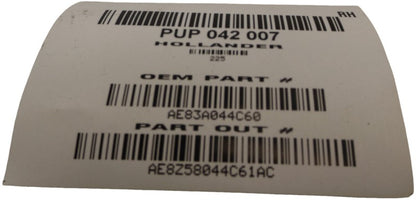 RH
PUP 042 007
HOLLANDER
225
OEM PART #
AE83A044C60
PART OUT #
AE8Z58044C61AC